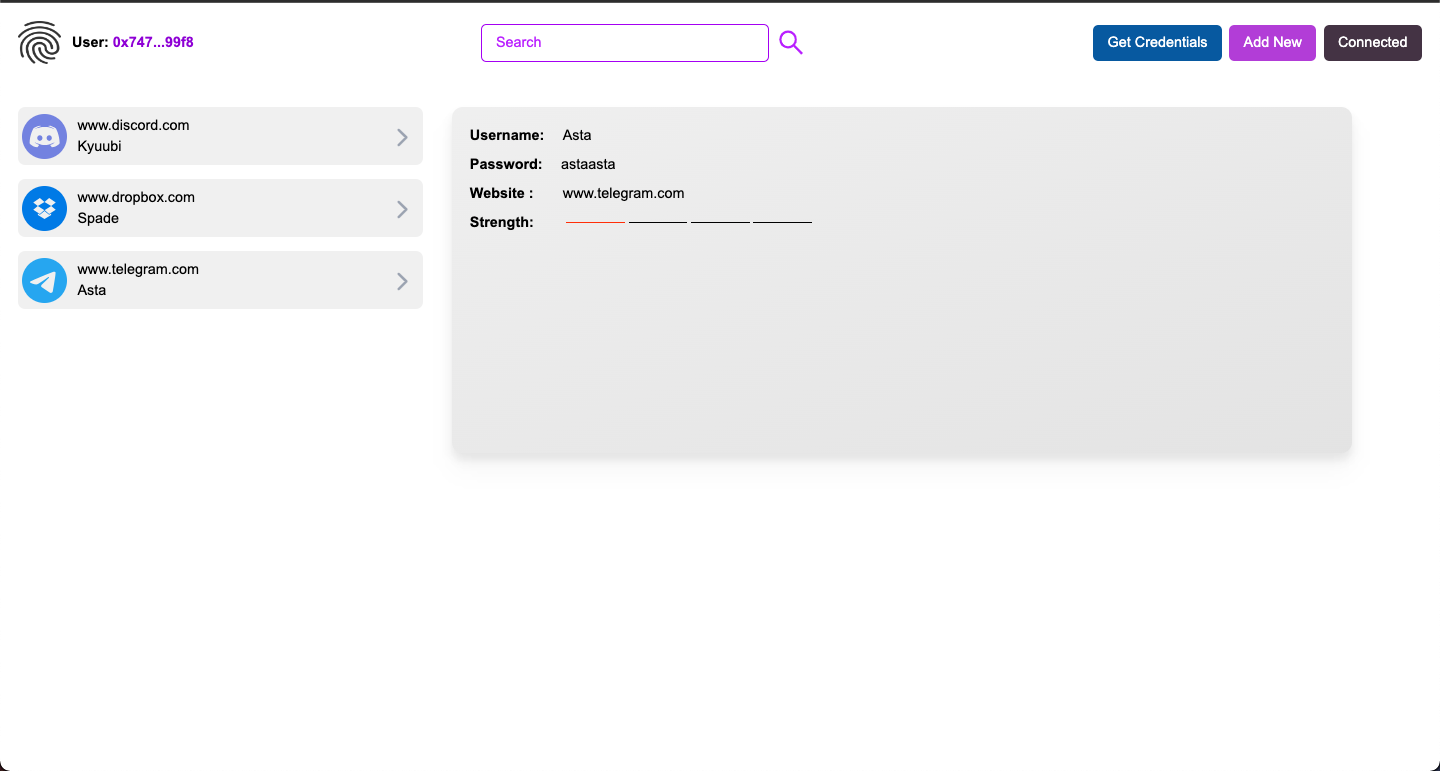 User: 0x747...99f8
Search
Get Credentials
Add New
Connected
www.discord.com
Kyuubi
www.dropbox.com
Spade
www.telegram.com
Asta
Username: Asta
Password: astaasta
Website : www.telegram.com
Strength: